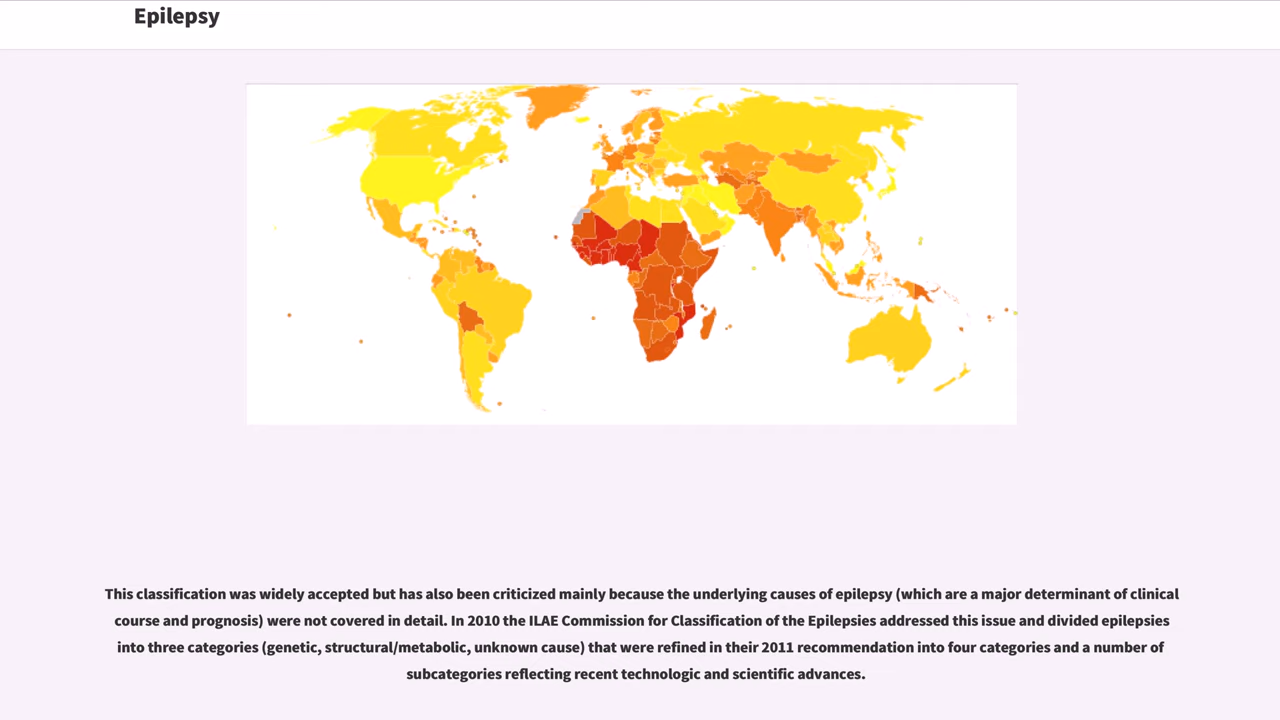 Epilepsy
This classification was widely accepted but has also been criticized mainly because the underlying causes of epilepsy (which are a major determinant of clinical
course and prognosis) were not covered in detail. In 2010 the ILAE Commission for Classification of the Epilepsies addressed this issue and divided epilepsies
into three categories (genetic, structural/metabolic, unknown cause) that were refined in their 2011 recommendation into four categories and a number of
subcategories reflecting recent technologic and scientific advances.